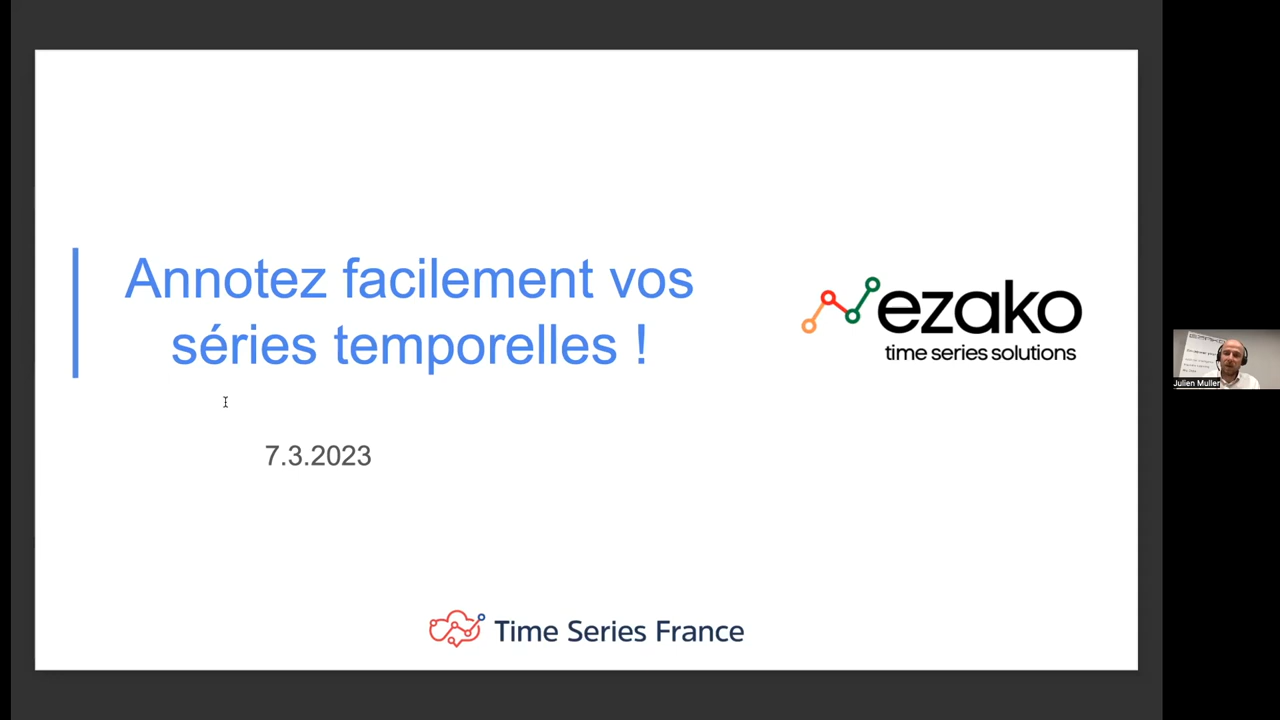 Annotez facilement vos
séries temporelles !
7.3.2023
ezako
time series solutions
Time Series France
Julien Muller